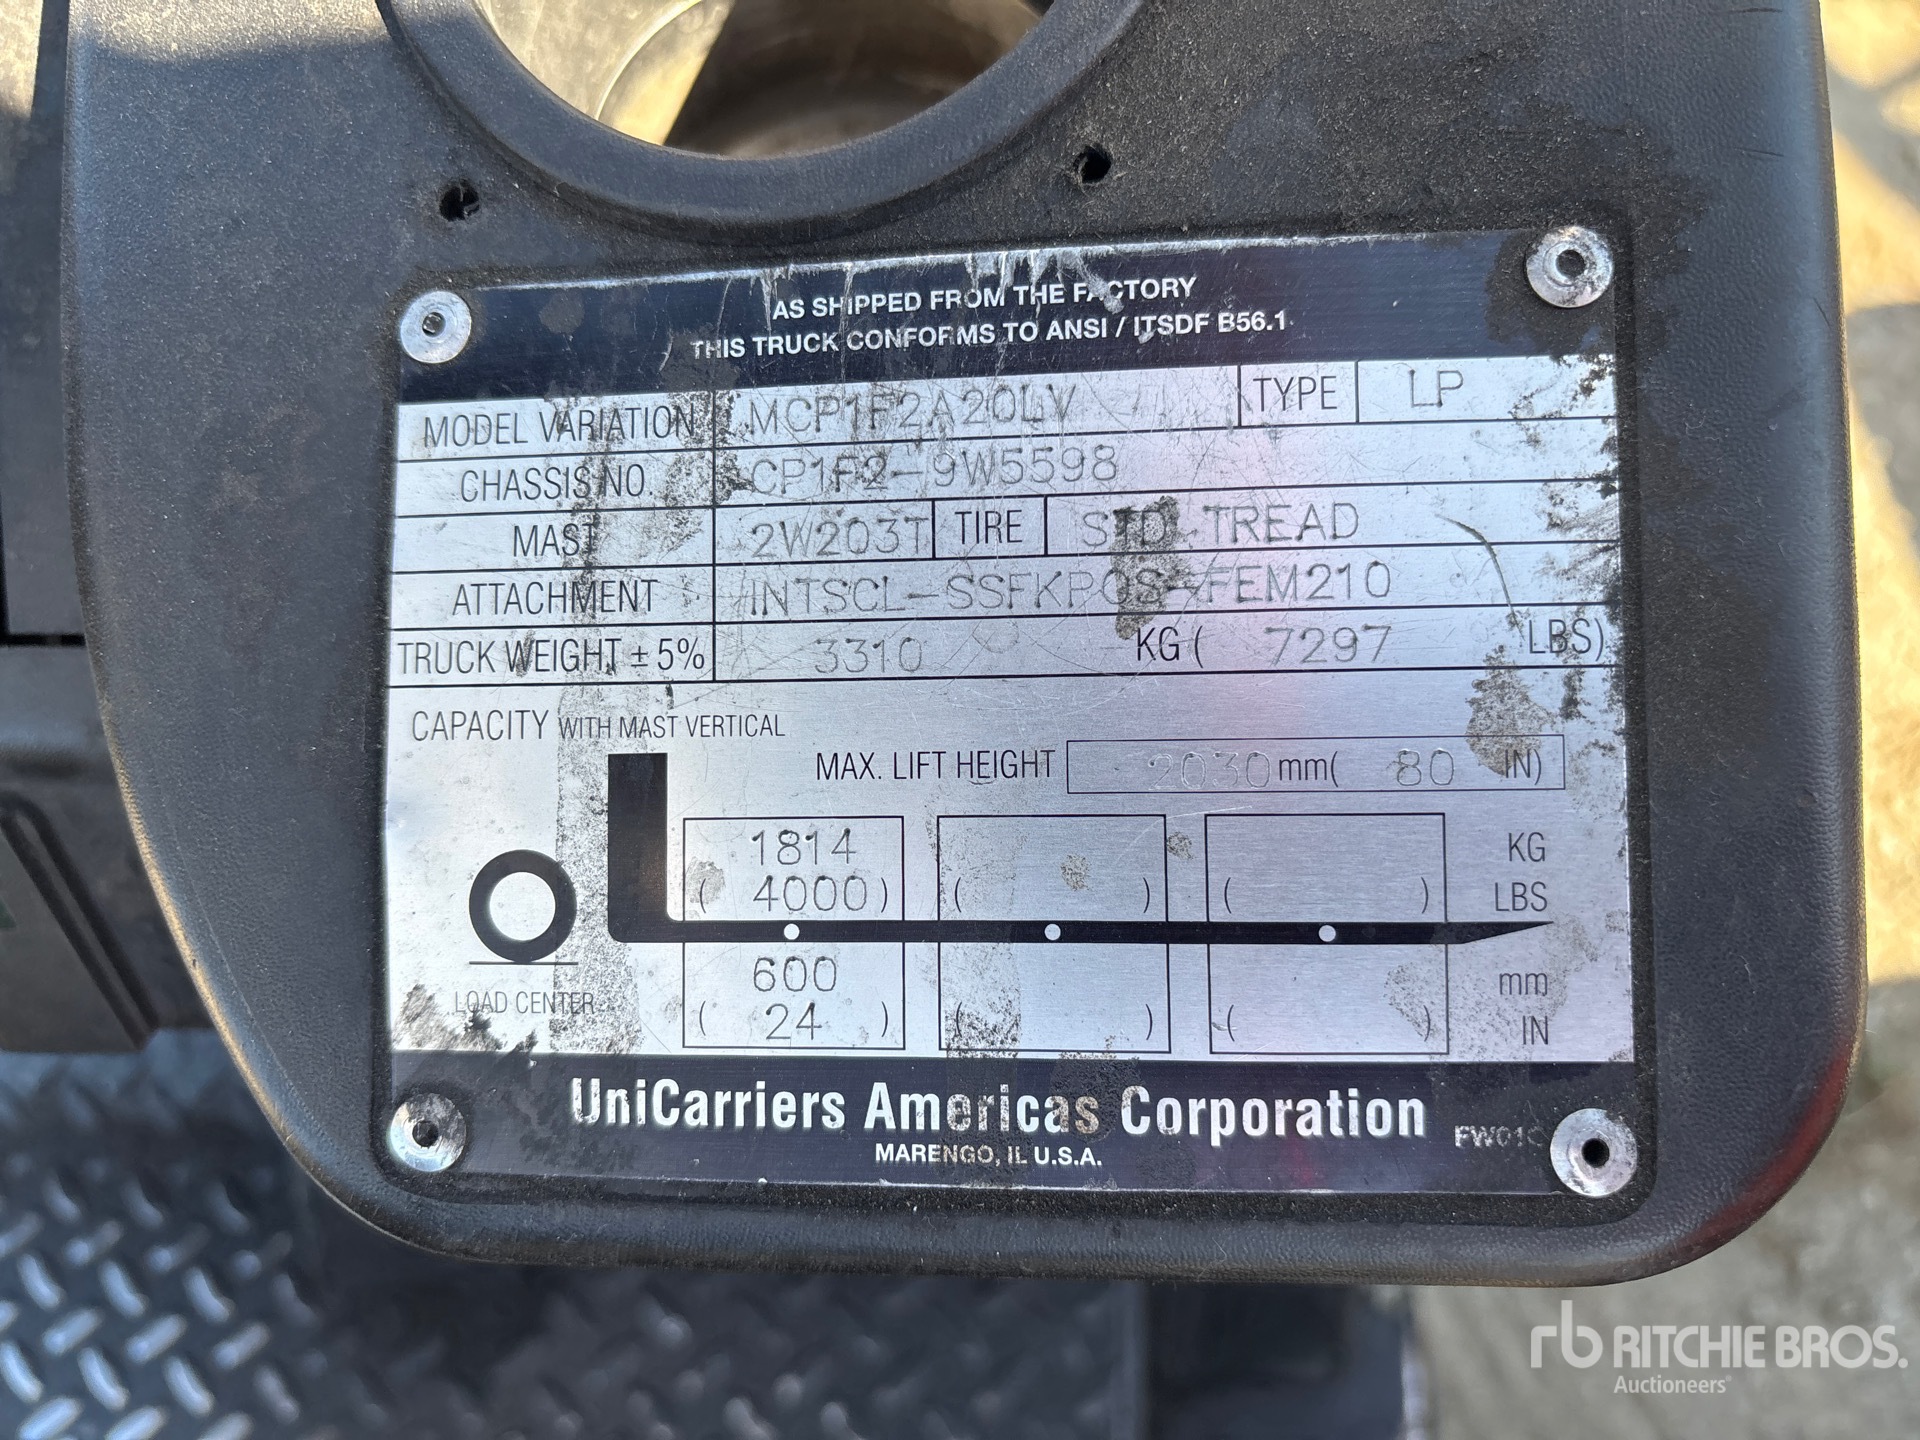 AS SHIPPED FROM THE FACTORY
THIS TRUCK CONFORMS TO ANSI / ITSDF B56.1
MODEL VARIATION MCP1F2A20LV TYPE LP
CHASSIS NO. CP1F2-9W5598
MAST 2W203T TIRE STD TREAD
ATTACHMENT INTSCL-SSFKPOS-FEM210
TRUCK WEIGHT ± 5% 3310 KG ( 7297 LBS)
CAPACITY WITH MAST VERTICAL
MAX. LIFT HEIGHT 2030 mm( 80 IN)
1814 KG
( 4000 ) ( ) ( ) LBS
600 mm
LOAD CENTER ( 24 ) ( ) ( ) IN
UniCarriers Americas Corporation
MARENGO, IL U.S.A.
rb RITCHIE BROS.
Auctioneers